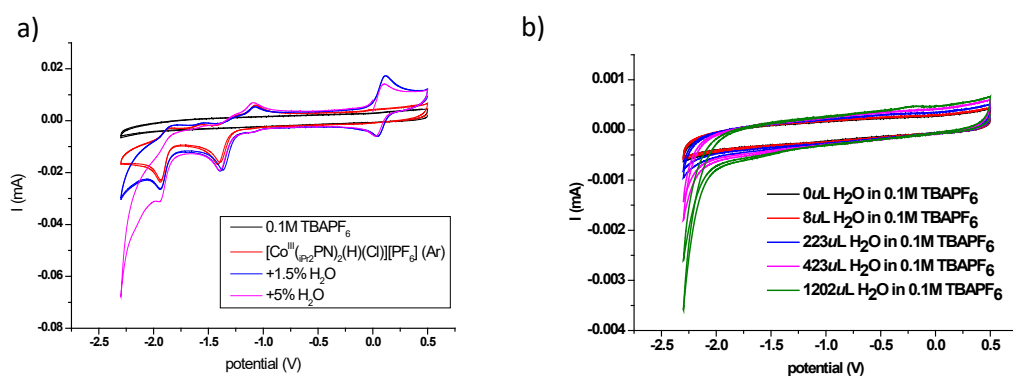 a)
I (mA)
0.02
0.00
-0.02
-0.04
-0.06
-0.08
0.1M TBAPF₆
[Coᴵᴵᴵ(ᵢPr₂PN)₂(H)(Cl)][PF₆] (Ar)
+1.5% H₂O
+5% H₂O
-2.5 -2.0 -1.5 -1.0 -0.5 0.0 0.5
potential (V)
b)
I (mA)
0.001
0.000
-0.001
-0.002
-0.003
-0.004
0uL H₂O in 0.1M TBAPF₆
8uL H₂O in 0.1M TBAPF₆
223uL H₂O in 0.1M TBAPF₆
423uL H₂O in 0.1M TBAPF₆
1202uL H₂O in 0.1M TBAPF₆
-2.5 -2.0 -1.5 -1.0 -0.5 0.0 0.5
potential (V)